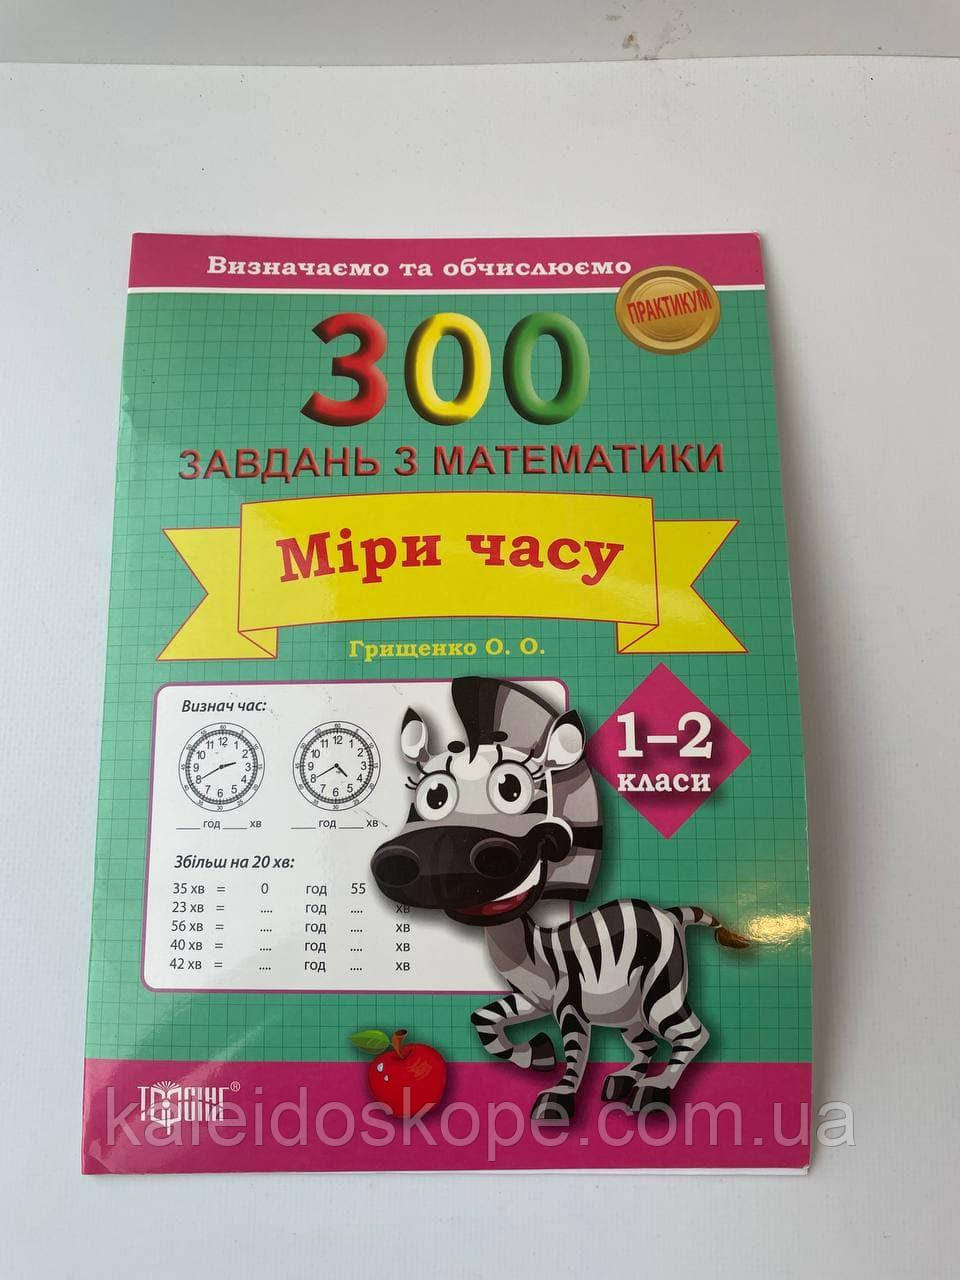 Визначаємо та обчислюємо
ПРАКТИКУМ
300
ЗАВДАНЬ З МАТЕМАТИКИ
Міри часу
Грищенко О. О.
1–2
класи
Визнач час:
____ год ____ хв ____ год ____ хв
Збільш на 20 хв:
35 хв = 0 год 55
23 хв = .... год .... хв
56 хв = .... год .... хв
40 хв = .... год .... хв
42 хв = .... год .... хв
ТОРСІНГ®
kaleidoskope.com.ua